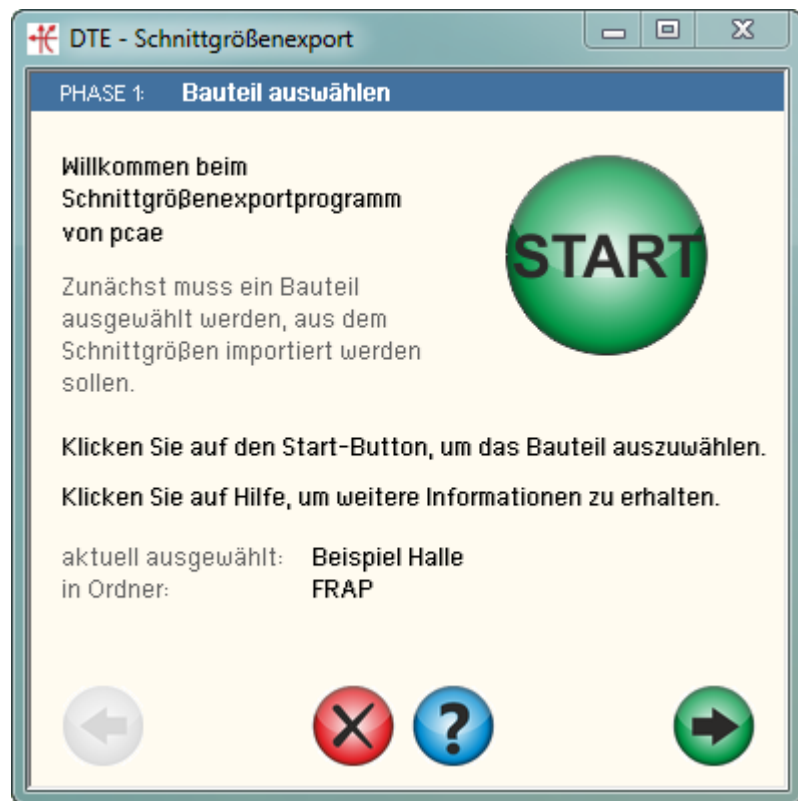 DTE - Schnittgrößenexport
PHASE 1: Bauteil auswählen
Willkommen beim
Schnittgrößenexportprogramm
von pcae
START
Zunächst muss ein Bauteil
ausgewählt werden, aus dem
Schnittgrößen importiert werden
sollen.
Klicken Sie auf den Start-Button, um das Bauteil auszuwählen.
Klicken Sie auf Hilfe, um weitere Informationen zu erhalten.
aktuell ausgewählt: Beispiel Halle
in Ordner: FRAP
?